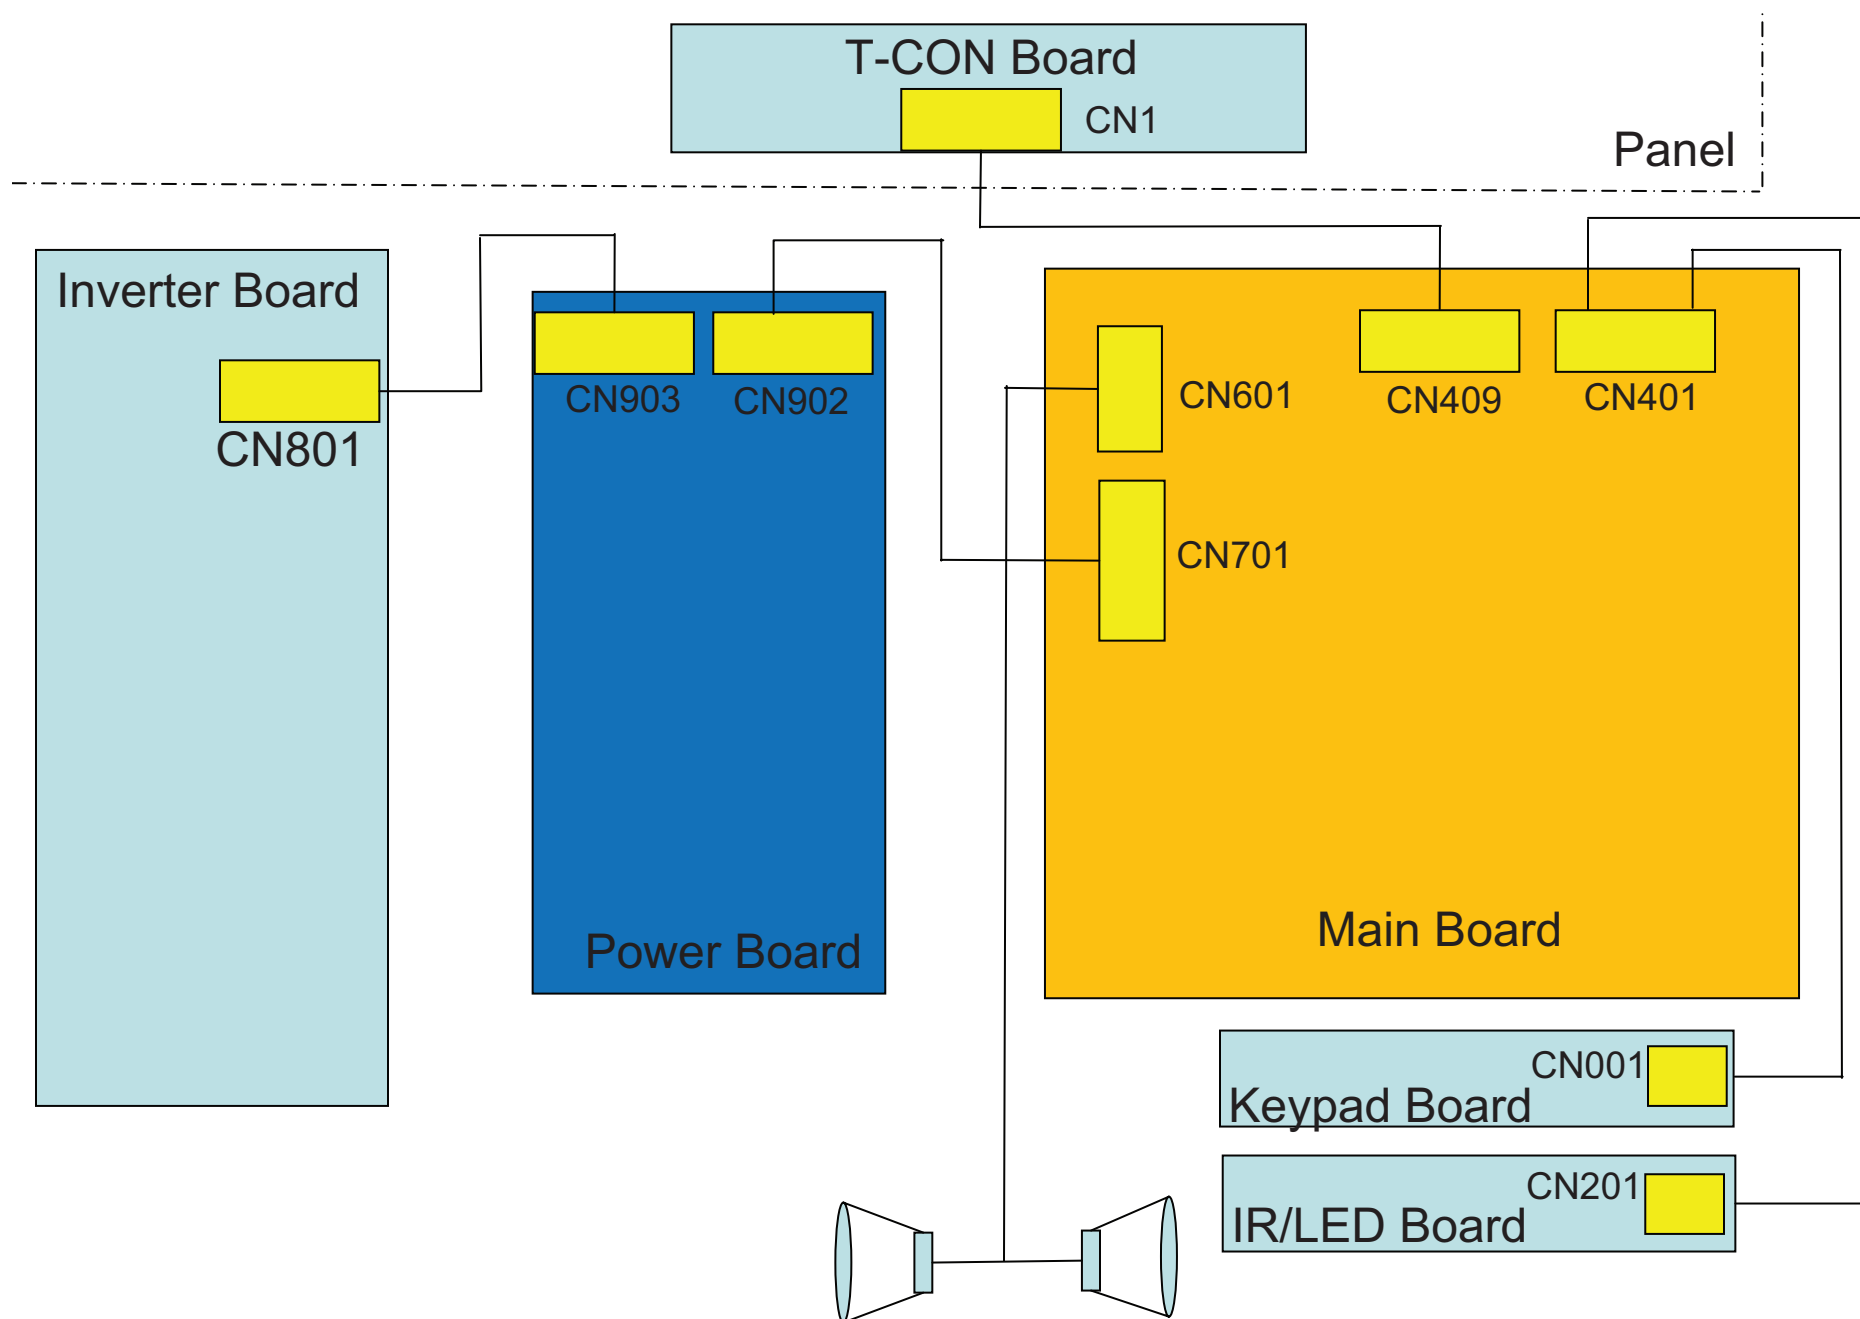 T-CON Board
CN1
Panel
Inverter Board
CN801
CN903
CN902
CN601
CN409
CN401
CN701
Power Board
Main Board
CN001
Keypad Board
CN201
IR/LED Board